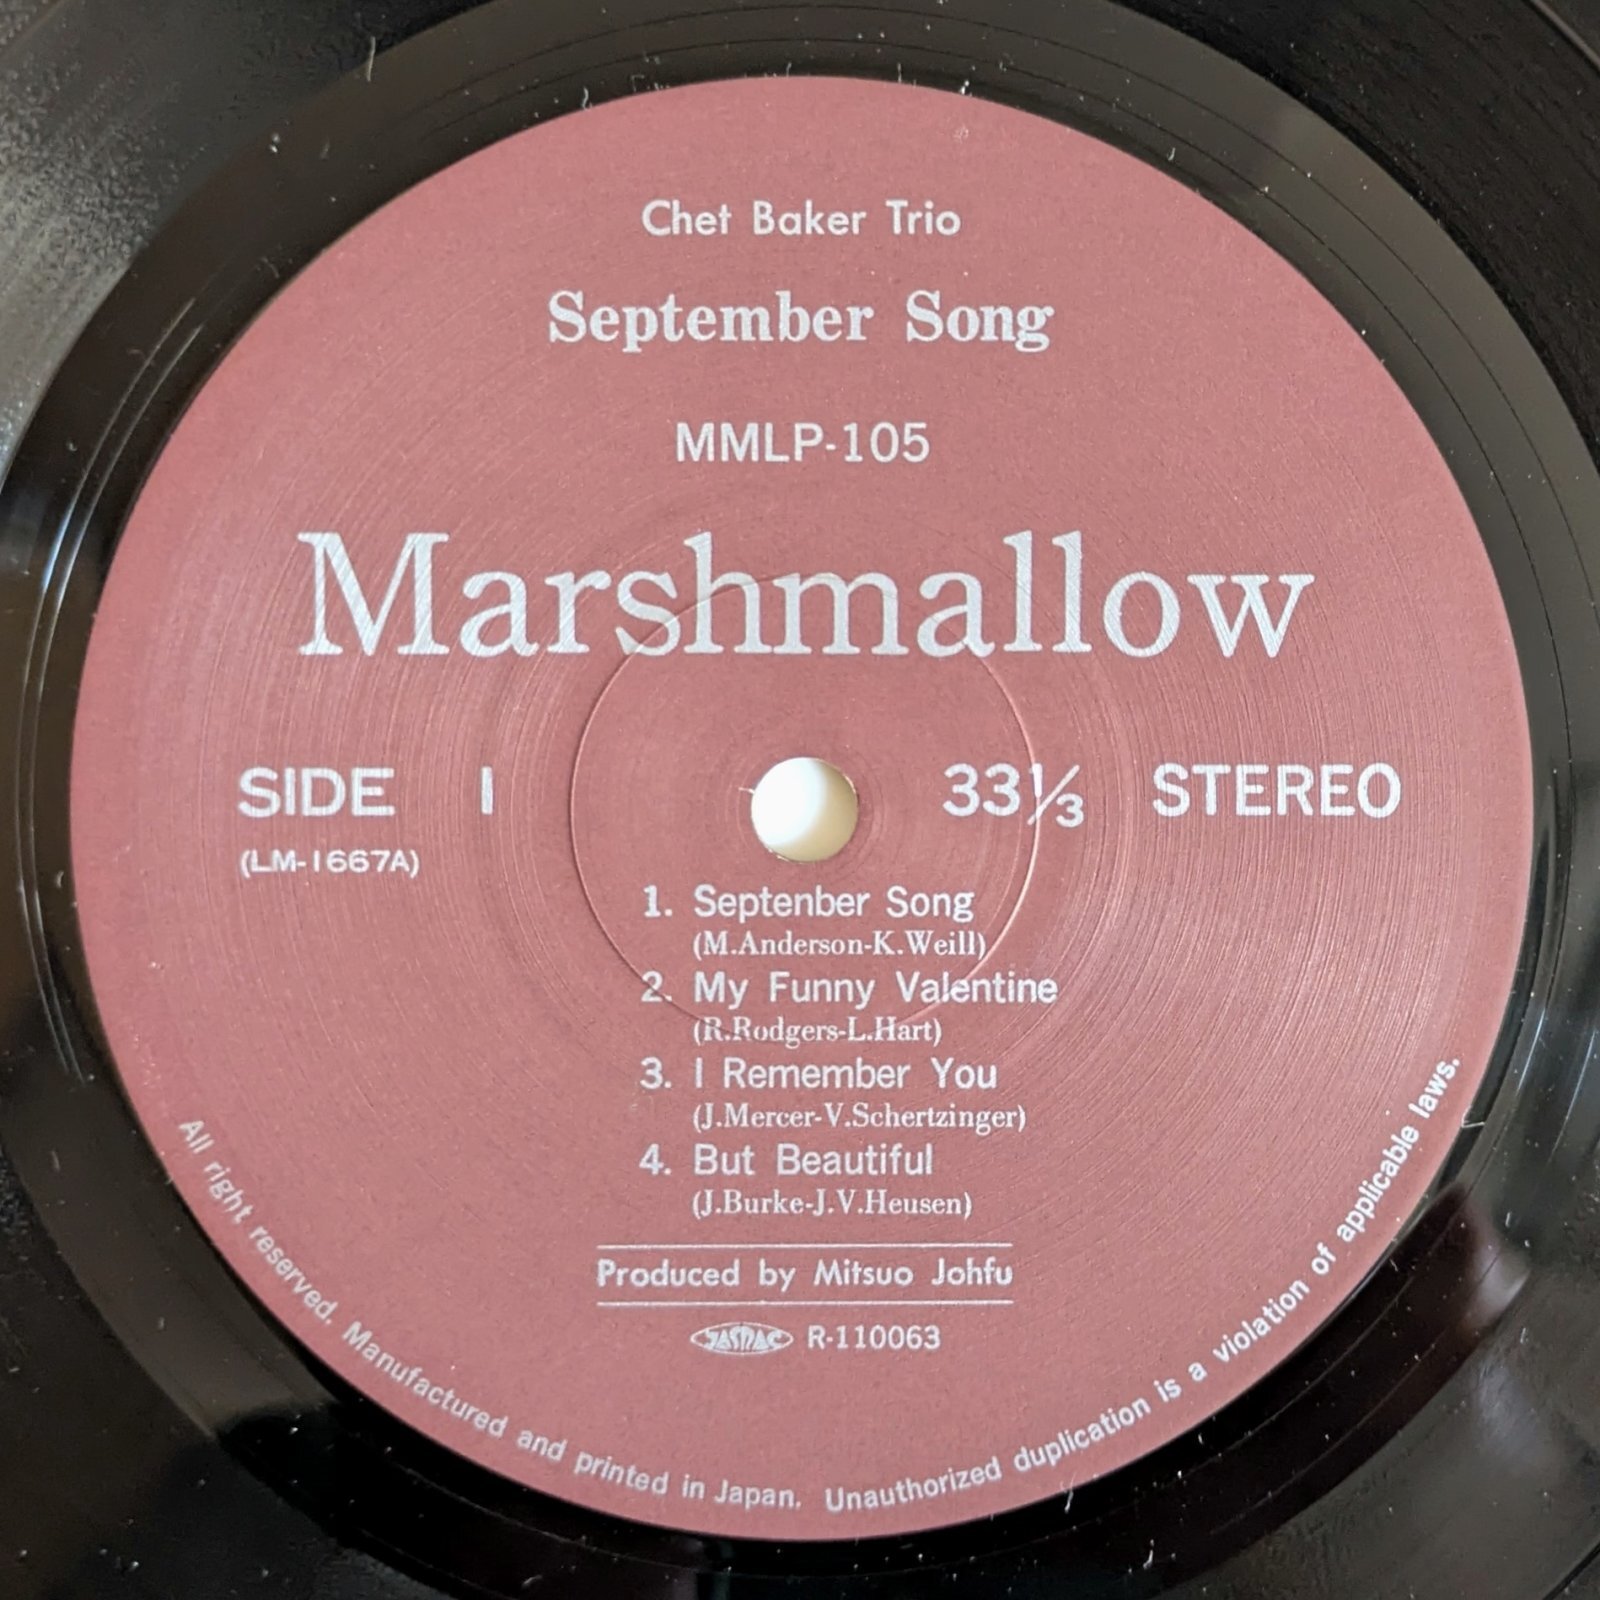 Chet Baker Trio
September Song
MMLP-105
Marshmallow
SIDE 1
33⅓ STEREO
(LM-1667A)
1. Septenber Song
(M.Anderson-K.Weill)
2. My Funny Valentine
(R.Rodgers-L.Hart)
3. I Remember You
(J.Mercer-V.Schertzinger)
4. But Beautiful
(J.Burke-J.V.Heusen)
Produced by Mitsuo Johfu
JASRAC R-110063
All right reserved. Manufactured and printed in Japan. Unauthorized duplication is a violation of applicable laws.